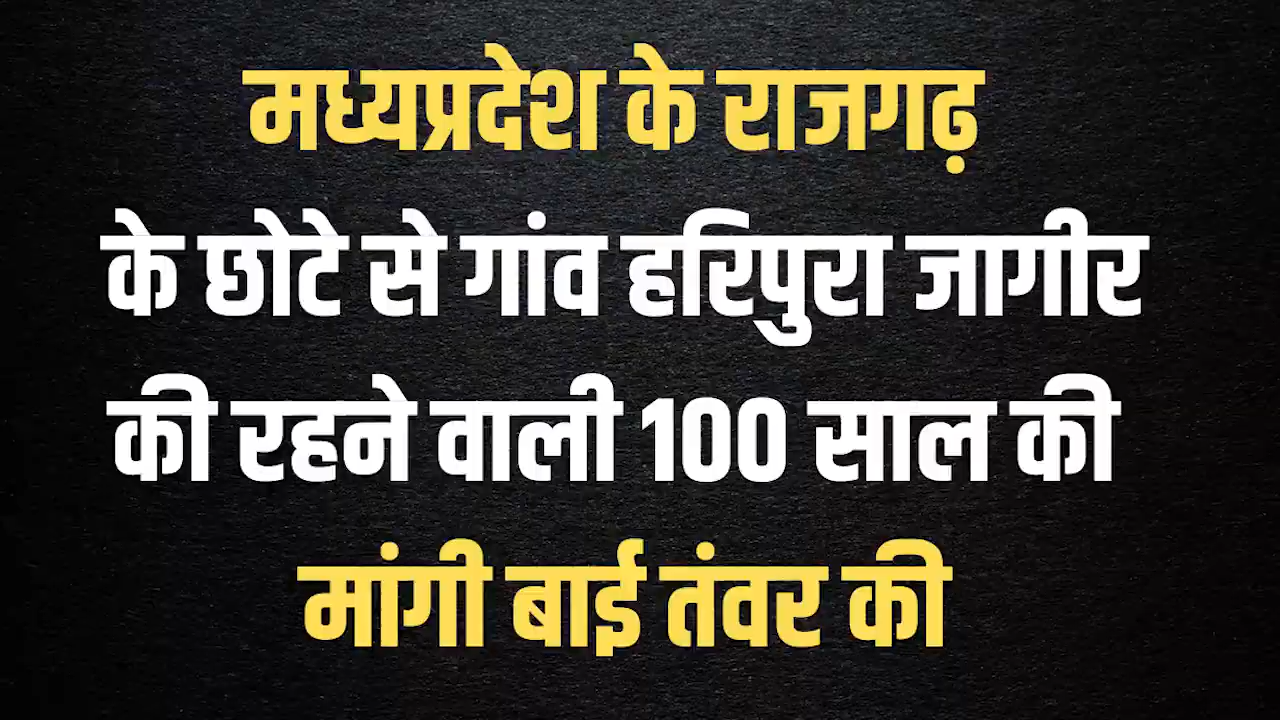 मध्यप्रदेश के राजगढ़
के छोटे से गांव हरिपुरा जागीर
की रहने वाली 100 साल की
मांगी बाई तंवर की